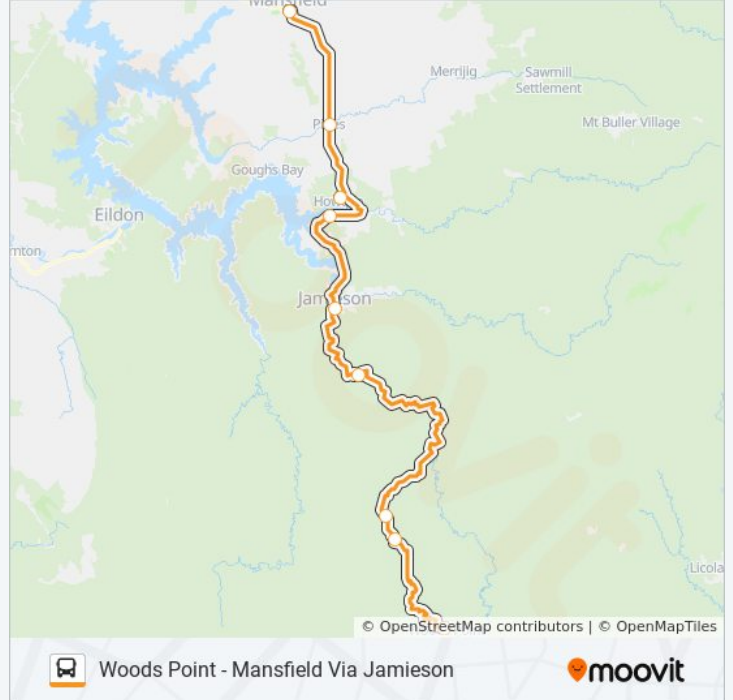 Mansfield
Merrijig
Sawmill
Settlement
Mt Buller Village
Goughs Bay
Eildon
nton
Licola
© OpenStreetMap contributors | © OpenMapTiles
Woods Point - Mansfield Via Jamieson
moovit